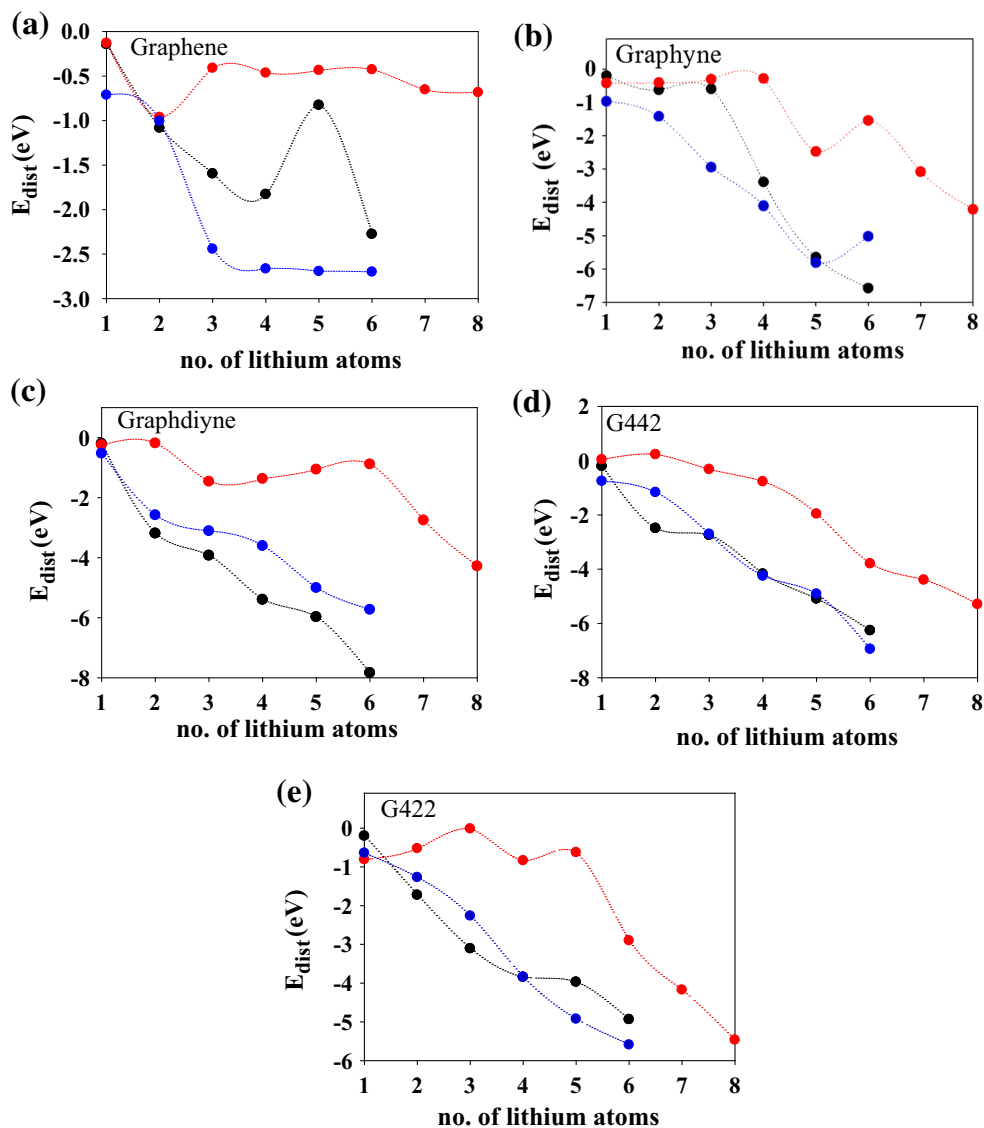 (a)
Graphene
0.0
-0.5
-1.0
-1.5
-2.0
-2.5
-3.0
E_dist (eV)
1 2 3 4 5 6 7 8
no. of lithium atoms
(b)
Graphyne
0
-1
-2
-3
-4
-5
-6
-7
E_dist (eV)
1 2 3 4 5 6 7 8
no. of lithium atoms
(c)
Graphdiyne
0
-2
-4
-6
-8
E_dist (eV)
1 2 3 4 5 6 7 8
no. of lithium atoms
(d)
G442
2
0
-2
-4
-6
-8
E_dist (eV)
1 2 3 4 5 6 7 8
no. of lithium atoms
(e)
G422
0
-1
-2
-3
-4
-5
-6
E_dist (eV)
1 2 3 4 5 6 7 8
no. of lithium atoms